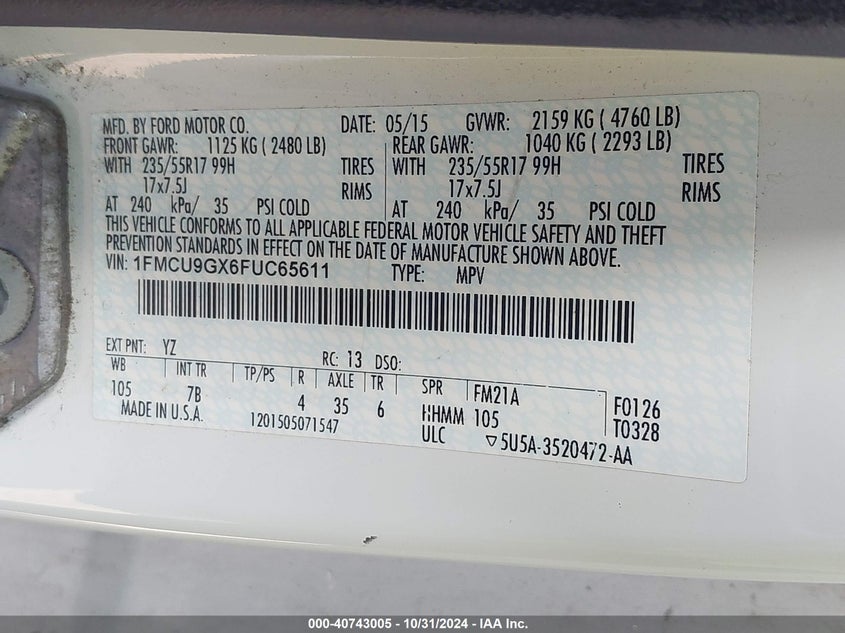 MFD. BY FORD MOTOR CO. DATE: 05/15 GVWR: 2159 KG ( 4760 LB)
FRONT GAWR: 1125 KG ( 2480 LB) REAR GAWR: 1040 KG ( 2293 LB)
WITH 235/55R17 99H TIRES WITH 235/55R17 99H TIRES
17x7.5J RIMS 17x7.5J RIMS
AT 240 kPa/ 35 PSI COLD AT 240 kPa/ 35 PSI COLD
THIS VEHICLE CONFORMS TO ALL APPLICABLE FEDERAL MOTOR VEHICLE SAFETY AND THEFT
PREVENTION STANDARDS IN EFFECT ON THE DATE OF MANUFACTURE SHOWN ABOVE.
VIN: 1FMCU9GX6FUC65611 TYPE: MPV
EXT PNT: YZ RC: 13 DSO:
WB INT TR TP/PS R AXLE TR SPR FM21A F0126
105 7B 4 35 6 HHMM 105 T0328
MADE IN U.S.A. 1201505071547 ULC ▽5U5A-3520472-AA
000-40743005 - 10/31/2024 - IAA Inc.